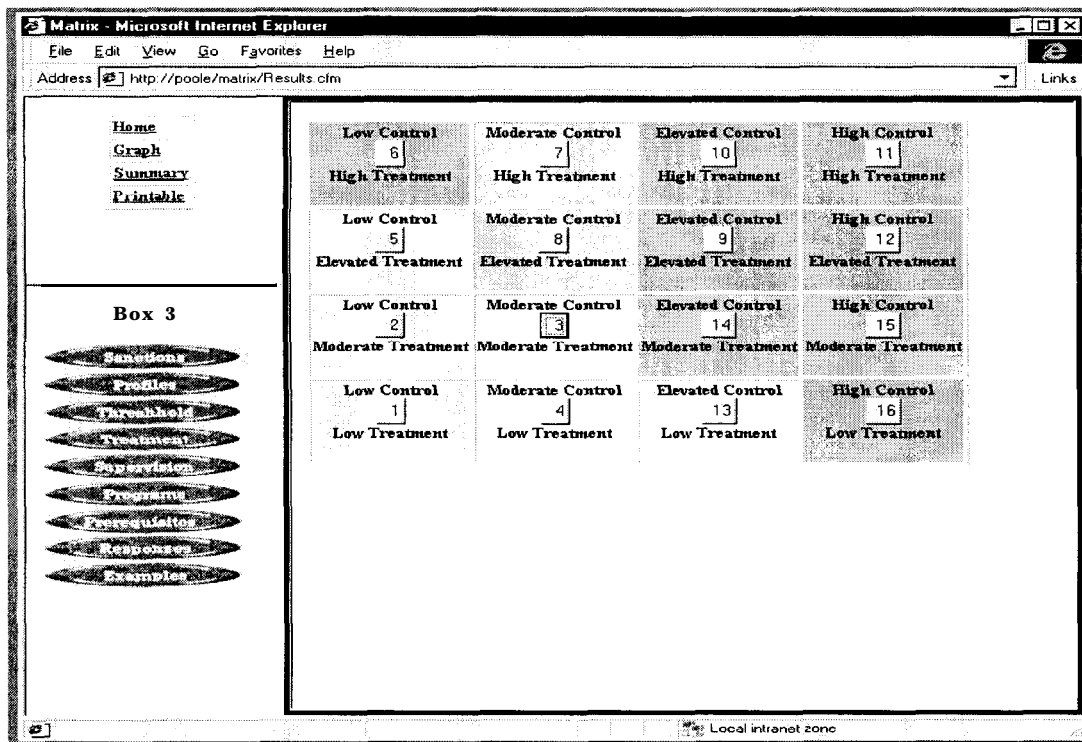 Matrix - Microsoft Internet Explorer
File Edit View Go Favorites Help
Address http://poole/matrix/Results.cfm Links
Home
Graph
Summary
Printable
Box 3
Sanctions
Profiles
Threshhold
Treatment
Supervision
Programs
Prerequisites
Responses
Examples
Low Control Moderate Control Elevated Control High Control
6 7 10 11
High Treatment High Treatment High Treatment High Treatment
Low Control Moderate Control Elevated Control High Control
5 8 9 12
Elevated Treatment Elevated Treatment Elevated Treatment Elevated Treatment
Low Control Moderate Control Elevated Control High Control
2 3 14 15
Moderate Treatment Moderate Treatment Moderate Treatment Moderate Treatment
Low Control Moderate Control Elevated Control High Control
1 4 13 16
Low Treatment Low Treatment Low Treatment Low Treatment
Local intranet zone